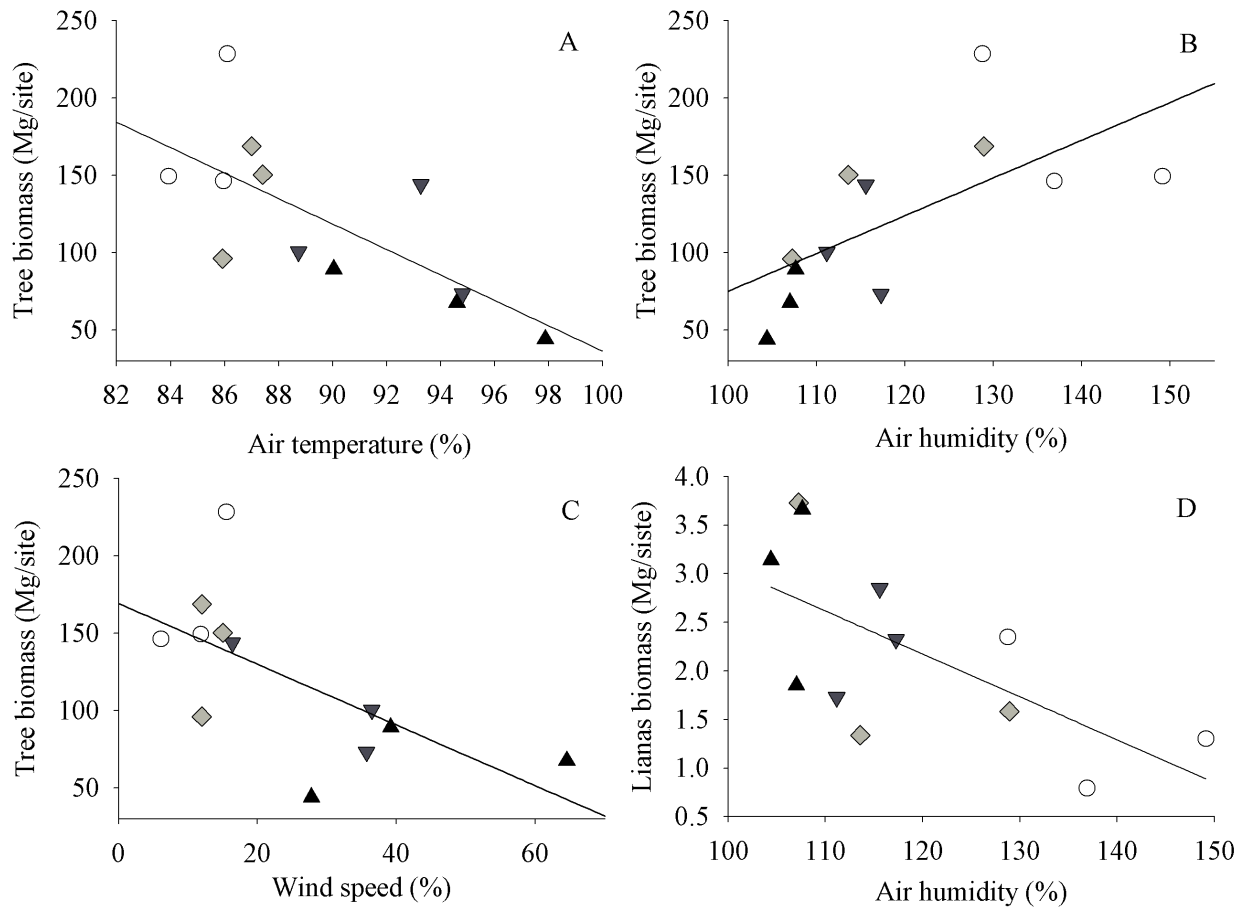 A
Tree biomass (Mg/site)
250
200
150
100
50
82 84 86 88 90 92 94 96 98 100
Air temperature (%)
B
Tree biomass (Mg/site)
250
200
150
100
50
100 110 120 130 140 150
Air humidity (%)
C
Tree biomass (Mg/site)
250
200
150
100
50
0 20 40 60
Wind speed (%)
D
Lianas biomass (Mg/siste)
4.0
3.5
3.0
2.5
2.0
1.5
1.0
0.5
100 110 120 130 140 150
Air humidity (%)